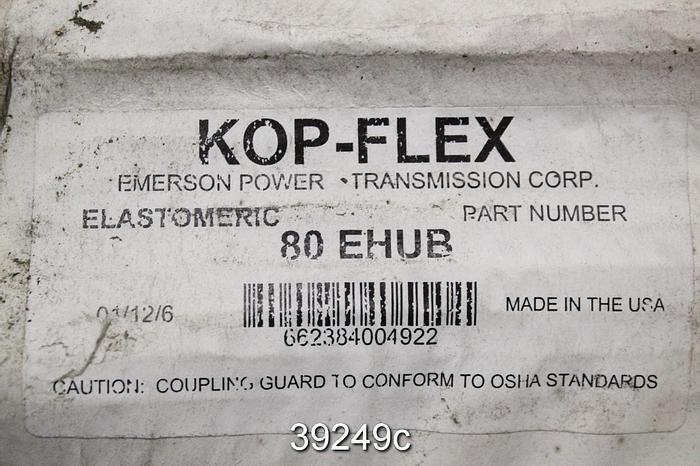 KOP-FLEX
EMERSON POWER TRANSMISSION CORP.
ELASTOMERIC PART NUMBER
80 EHUB
01/12/6 MADE IN THE USA
662384004922
CAUTION: COUPLING GUARD TO CONFORM TO OSHA STANDARDS
39249c